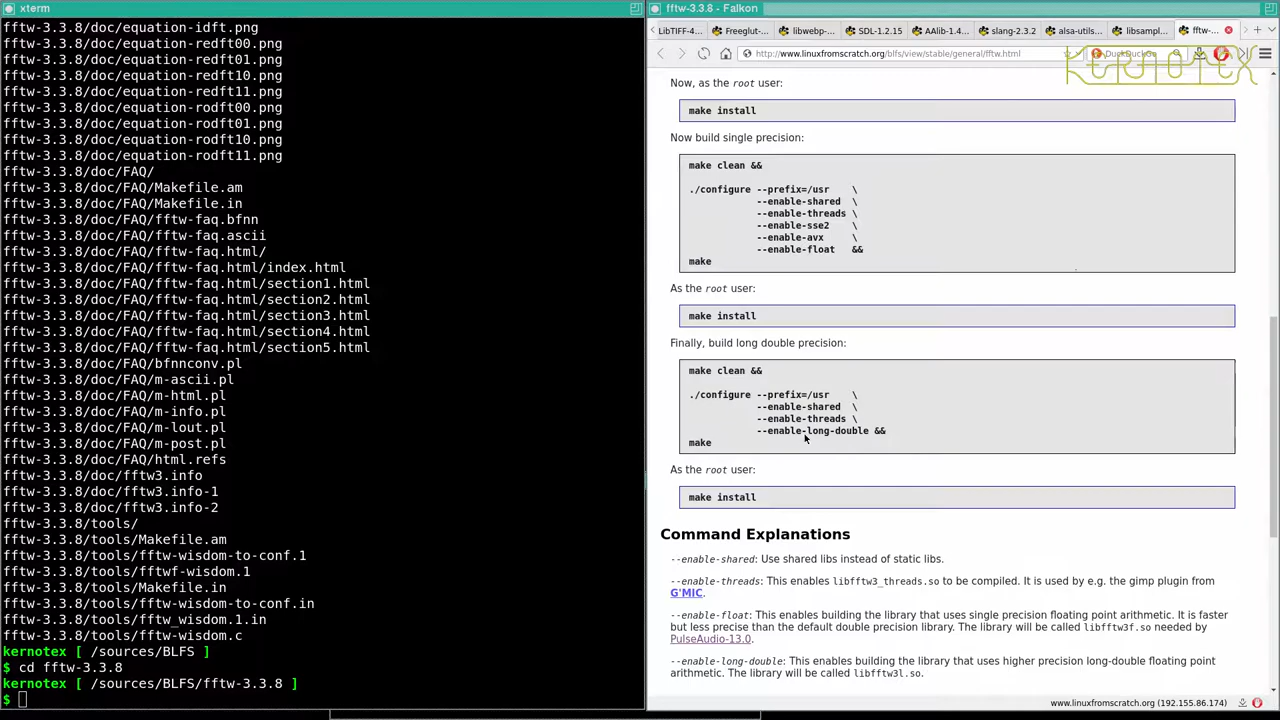 xterm
fftw-3.3.8/doc/equation-idft.png
fftw-3.3.8/doc/equation-redft00.png
fftw-3.3.8/doc/equation-redft01.png
fftw-3.3.8/doc/equation-redft10.png
fftw-3.3.8/doc/equation-redft11.png
fftw-3.3.8/doc/equation-rodft00.png
fftw-3.3.8/doc/equation-rodft01.png
fftw-3.3.8/doc/equation-rodft10.png
fftw-3.3.8/doc/equation-rodft11.png
fftw-3.3.8/doc/FAQ/
fftw-3.3.8/doc/FAQ/Makefile.am
fftw-3.3.8/doc/FAQ/Makefile.in
fftw-3.3.8/doc/FAQ/fftw-faq.bfnn
fftw-3.3.8/doc/FAQ/fftw-faq.ascii
fftw-3.3.8/doc/FAQ/fftw-faq.html/
fftw-3.3.8/doc/FAQ/fftw-faq.html/index.html
fftw-3.3.8/doc/FAQ/fftw-faq.html/section1.html
fftw-3.3.8/doc/FAQ/fftw-faq.html/section2.html
fftw-3.3.8/doc/FAQ/fftw-faq.html/section3.html
fftw-3.3.8/doc/FAQ/fftw-faq.html/section4.html
fftw-3.3.8/doc/FAQ/fftw-faq.html/section5.html
fftw-3.3.8/doc/FAQ/bfnnconv.pl
fftw-3.3.8/doc/FAQ/m-ascii.pl
fftw-3.3.8/doc/FAQ/m-html.pl
fftw-3.3.8/doc/FAQ/m-info.pl
fftw-3.3.8/doc/FAQ/m-lout.pl
fftw-3.3.8/doc/FAQ/m-post.pl
fftw-3.3.8/doc/FAQ/html.refs
fftw-3.3.8/doc/fftw3.info
fftw-3.3.8/doc/fftw3.info-1
fftw-3.3.8/doc/fftw3.info-2
fftw-3.3.8/tools/
fftw-3.3.8/tools/Makefile.am
fftw-3.3.8/tools/fftw-wisdom-to-conf.1
fftw-3.3.8/tools/fftwf-wisdom.1
fftw-3.3.8/tools/Makefile.in
fftw-3.3.8/tools/fftw-wisdom-to-conf.in
fftw-3.3.8/tools/fftw_wisdom.1.in
fftw-3.3.8/tools/fftw-wisdom.c
kernotex [ /sources/BLFS ]
$ cd fftw-3.3.8
kernotex [ /sources/BLFS/fftw-3.3.8 ]
$
fftw-3.3.8 - Falkon
LibTIFF-4... Freeglut-... libwebp-... SDL-1.2.15 AAlib-1.4... slang-2.3.2 alsa-utils... libsampl... fftw-...
http://www.linuxfromscratch.org/blfs/view/stable/general/fftw.html DuckDuckGo
KERNOTEX
Now, as the root user:
make install
Now build single precision:
make clean &&
./configure --prefix=/usr \
--enable-shared \
--enable-threads \
--enable-sse2 \
--enable-avx \
--enable-float &&
make
As the root user:
make install
Finally, build long double precision:
make clean &&
./configure --prefix=/usr \
--enable-shared \
--enable-threads \
--enable-long-double &&
make
As the root user:
make install
Command Explanations
--enable-shared: Use shared libs instead of static libs.
--enable-threads: This enables libfftw3_threads.so to be compiled. It is used by e.g. the gimp plugin from
G'MIC.
--enable-float: This enables building the library that uses single precision floating point arithmetic. It is faster
but less precise than the default double precision library. The library will be called libfftw3f.so needed by
PulseAudio-13.0.
--enable-long-double: This enables building the library that uses higher precision long-double floating point
arithmetic. The library will be called libfftw3l.so.
www.linuxfromscratch.org (192.155.86.174)